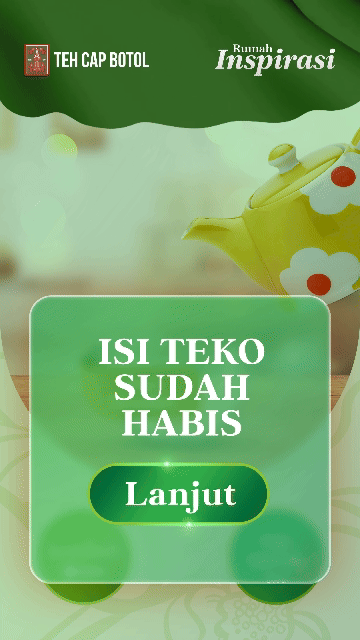 TEH CAP BOTOL
Rumah
Inspirasi
ISI TEKO
SUDAH
HABIS
Lanjut